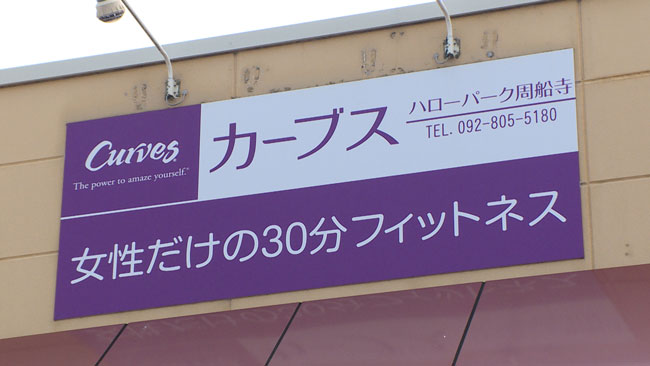 Curves
The power to amaze yourself.™
カーブス
ハローパーク周船寺
TEL. 092-805-5180
女性だけの30分フィットネス